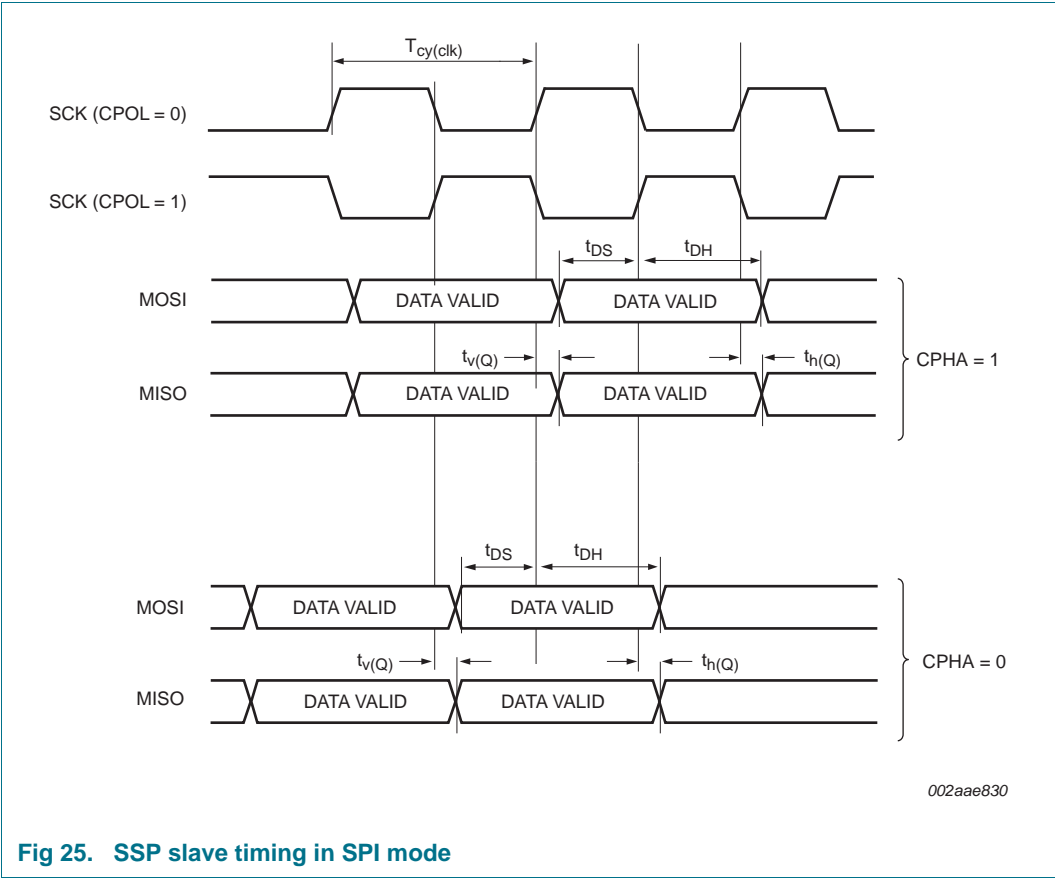 Tcy(clk)
SCK (CPOL = 0)
SCK (CPOL = 1)
tDS tDH
MOSI DATA VALID DATA VALID
tv(Q) th(Q)
CPHA = 1
MISO DATA VALID DATA VALID
tDS tDH
MOSI DATA VALID DATA VALID
tv(Q) th(Q)
CPHA = 0
MISO DATA VALID DATA VALID
002aae830
Fig 25. SSP slave timing in SPI mode